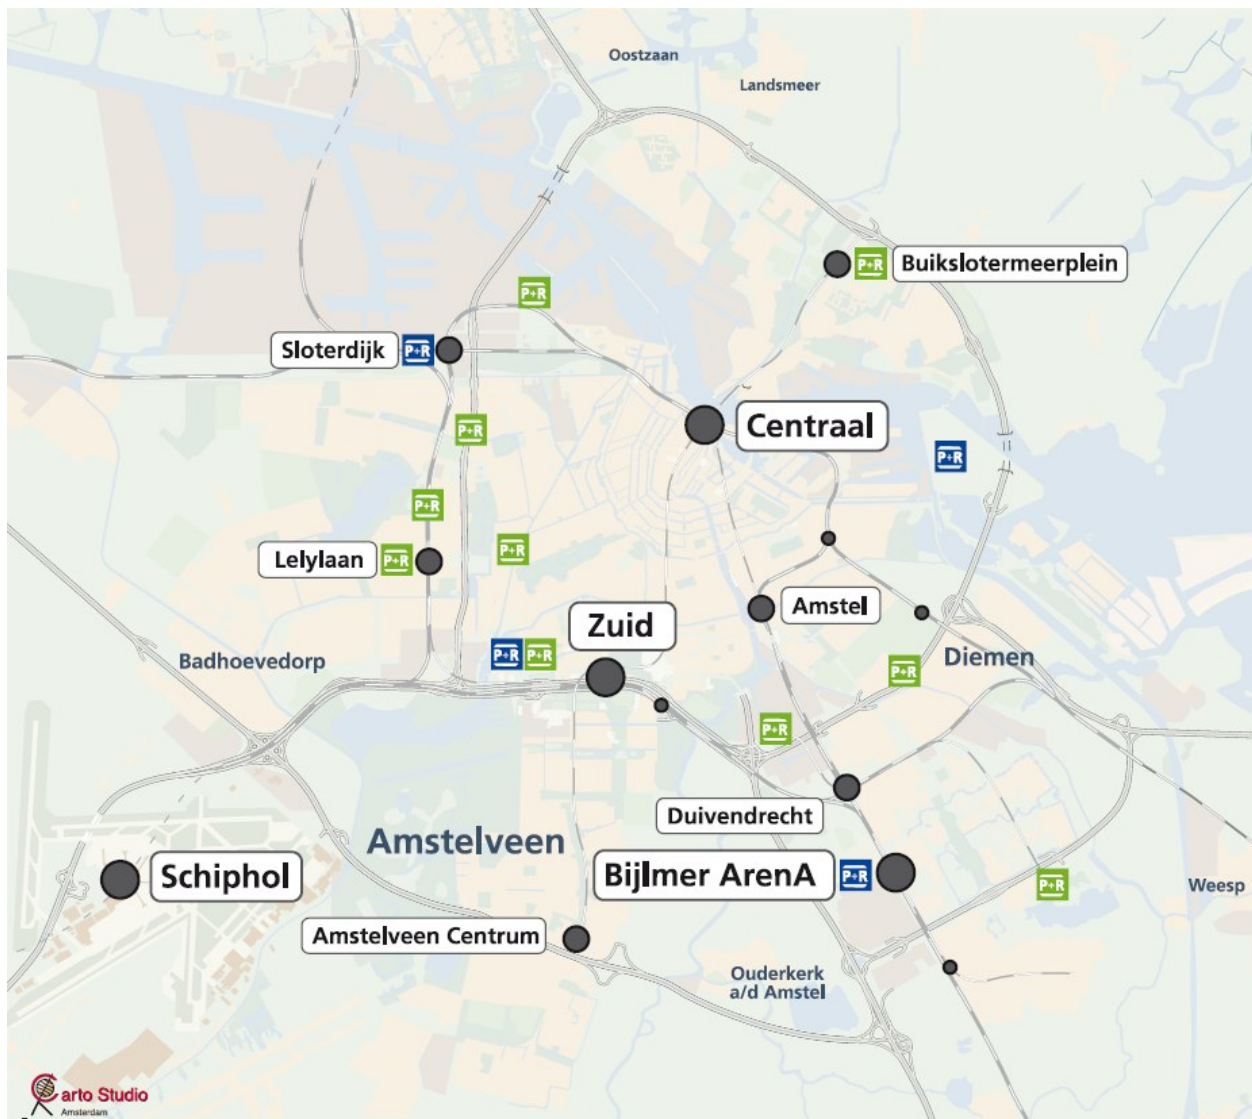 Oostzaan
Landsmeer
P+R
Buikslotermeerplein
P+R
Sloterdijk
P+R
Centraal
P+R
P+R
P+R
Lelylaan
P+R
P+R
Amstel
Zuid
P+R
P+R
Badhoevedorp
Diemen
P+R
P+R
Duivendrecht
Amstelveen
Schiphol
Bijlmer ArenA
P+R
P+R
Weesp
Amstelveen Centrum
Ouderkerk
a/d Amstel
Carto Studio
Amsterdam